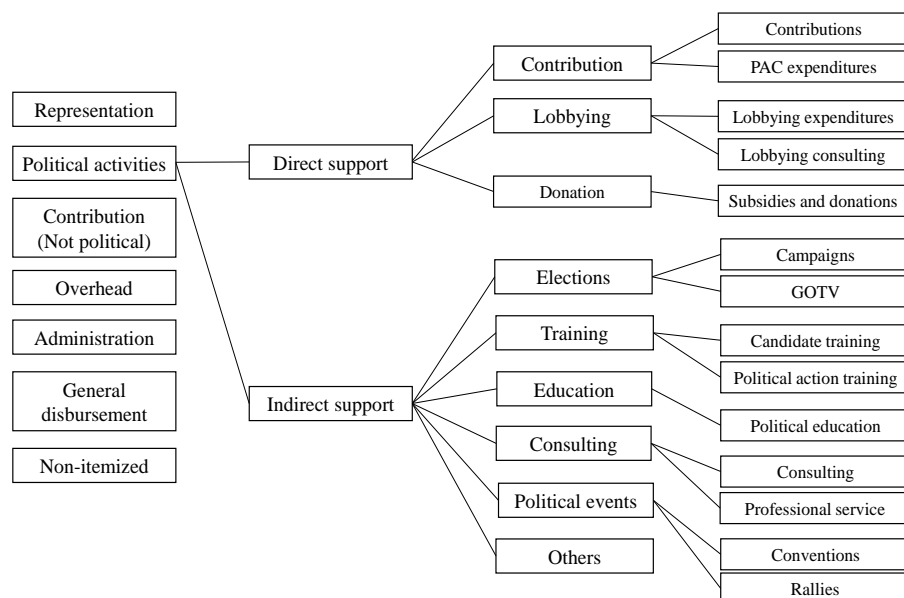 Representation
Political activities
Contribution
(Not political)
Overhead
Administration
General
disbursement
Non-itemized
Direct support
Indirect support
Contribution
Lobbying
Donation
Elections
Training
Education
Consulting
Political events
Others
Contributions
PAC expenditures
Lobbying expenditures
Lobbying consulting
Subsidies and donations
Campaigns
GOTV
Candidate training
Political action training
Political education
Consulting
Professional service
Conventions
Rallies